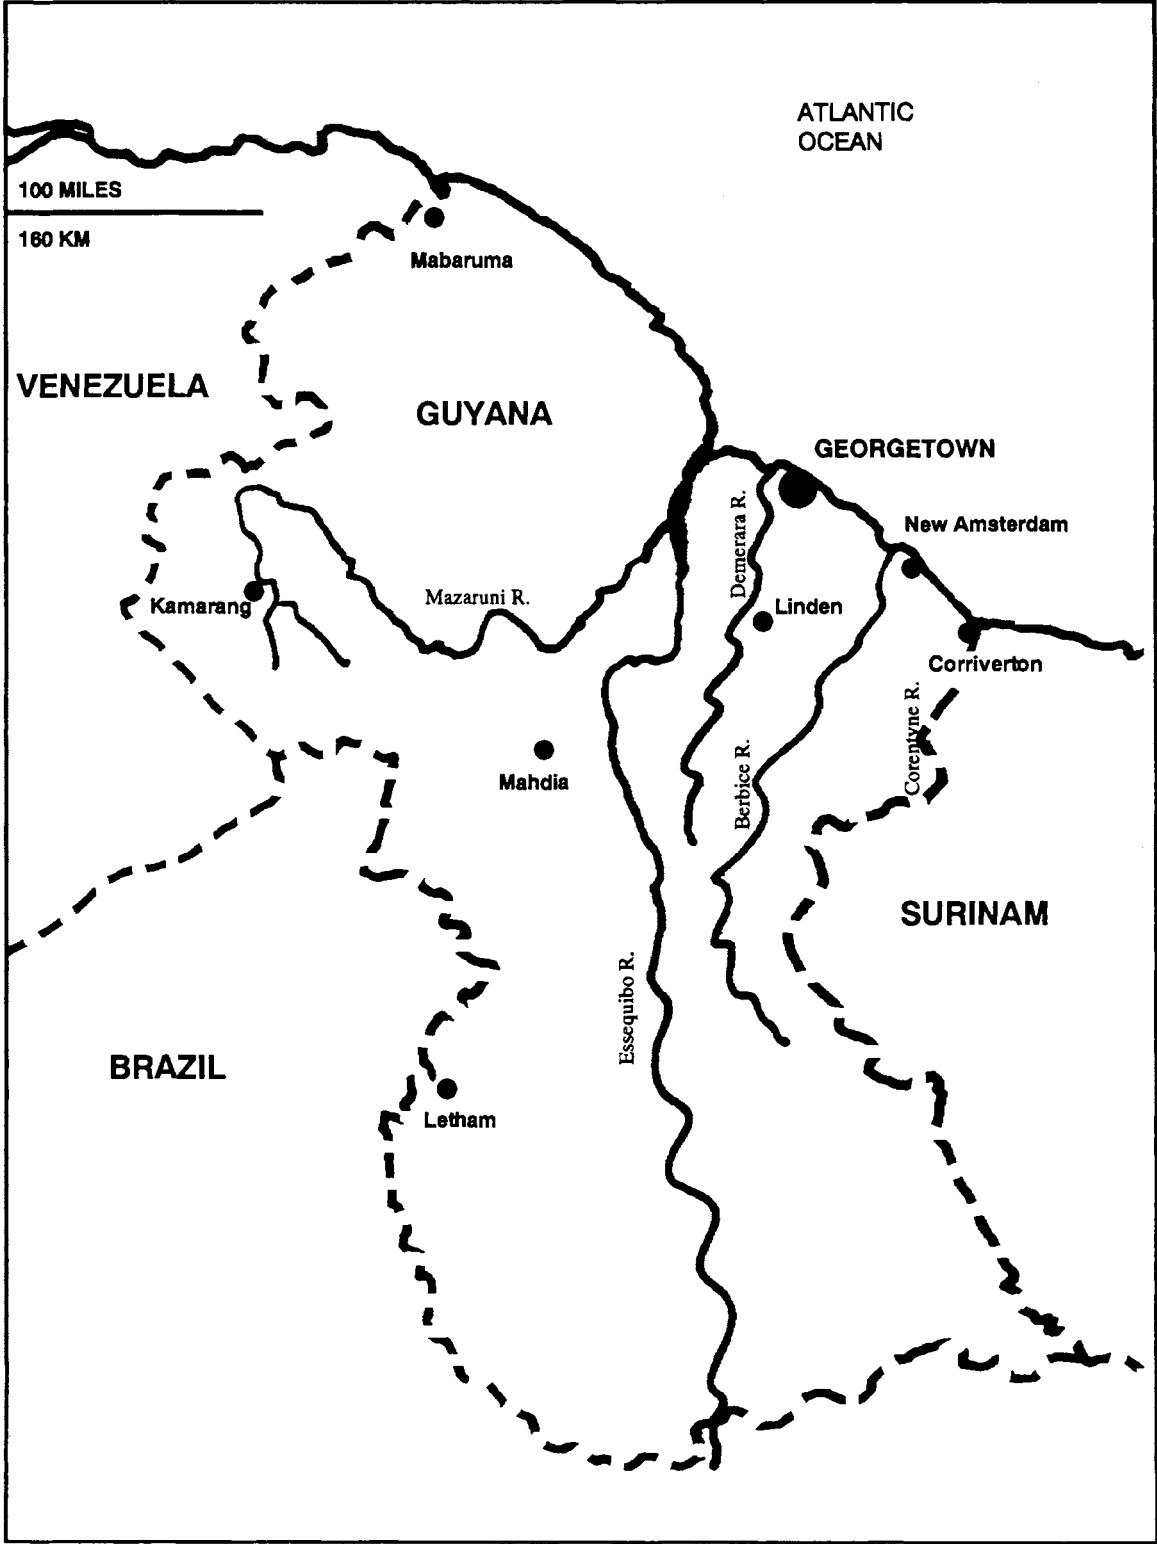 ATLANTIC
OCEAN
100 MILES
160 KM
Mabaruma
VENEZUELA
GUYANA
GEORGETOWN
Demerara R.
New Amsterdam
Mazaruni R.
Kamarang
Linden
Corriverton
Corentyne R.
Mahdia
Berbice R.
SURINAM
Essequibo R.
BRAZIL
Letham